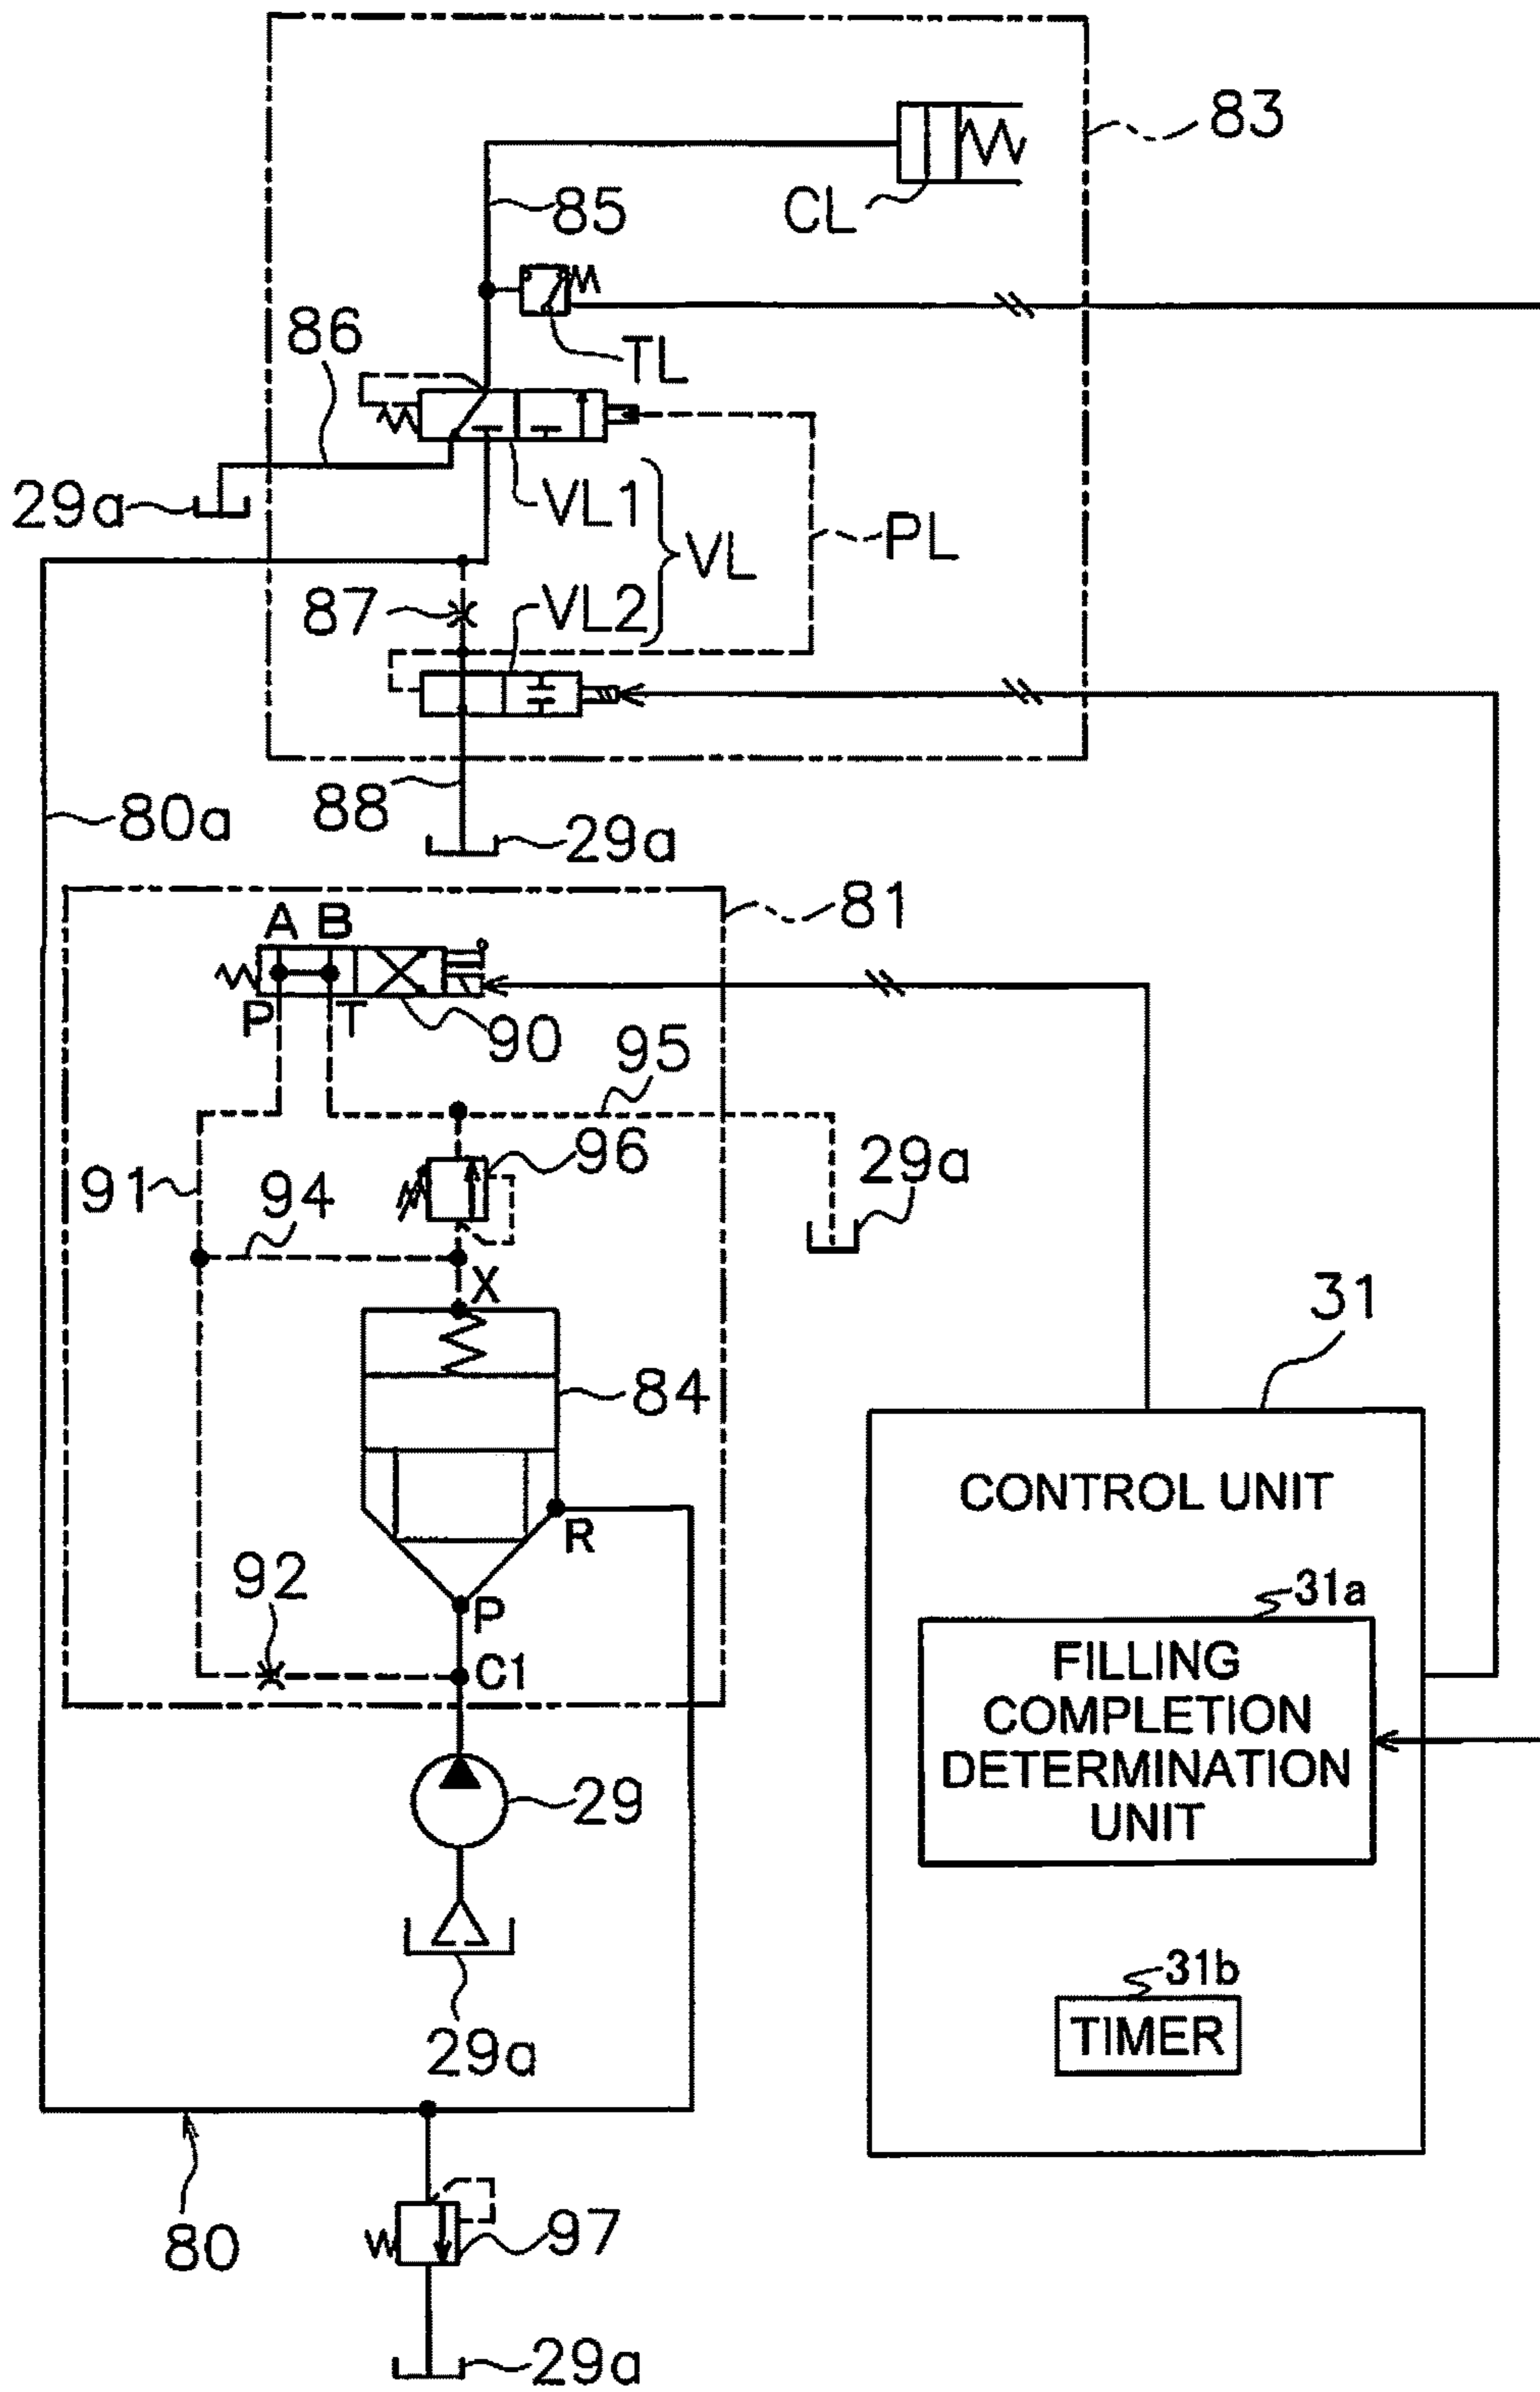 83
CL
85
86
TL
29a
VL1
PL
VL
87
VL2
88
80a
29a
81
A B
P T
90
95
96
29a
91
94
X
31
84
CONTROL UNIT
R
92
31a
P
FILLING
COMPLETION
DETERMINATION
UNIT
C1
29
31b
TIMER
29a
80
97
29a